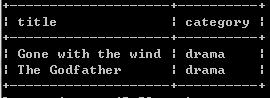 title category
Gone with the wind drama
The Godfather drama